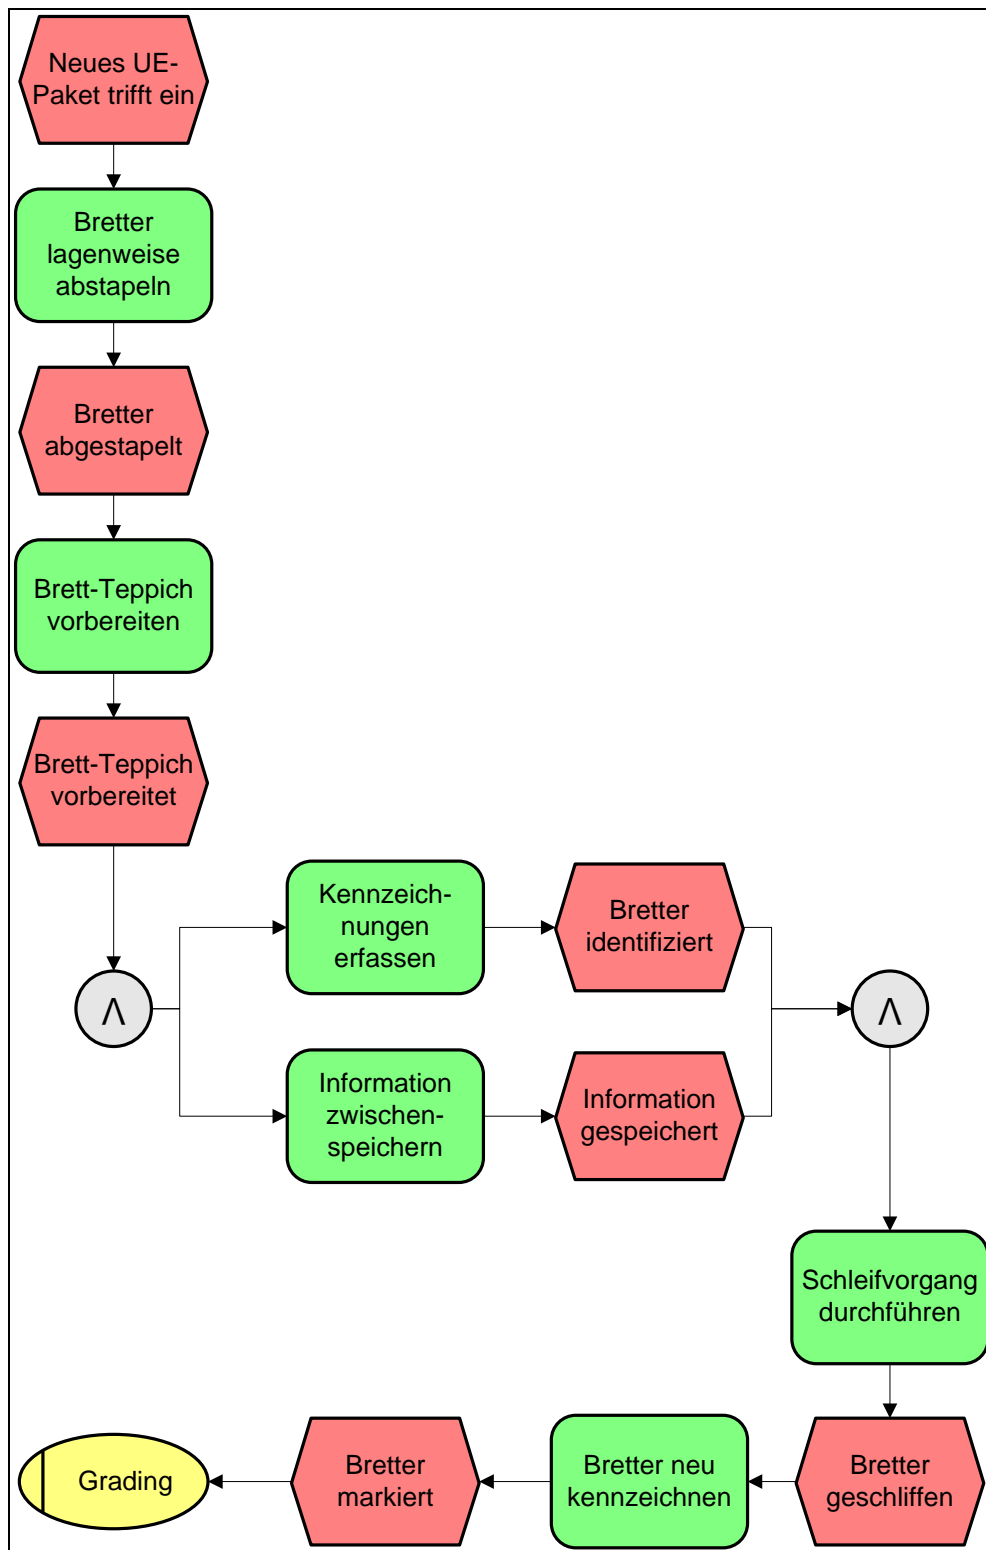 Neues UE-
Paket trifft ein
Bretter
lagenweise
abstapeln
Bretter
abgestapelt
Brett-Teppich
vorbereiten
Brett-Teppich
vorbereitet
Kennzeich-
nungen
erfassen
Bretter
identifiziert
Λ
Λ
Information
zwischen-
speichern
Information
gespeichert
Schleifvorgang
durchführen
Grading
Bretter
markiert
Bretter neu
kennzeichnen
Bretter
geschliffen